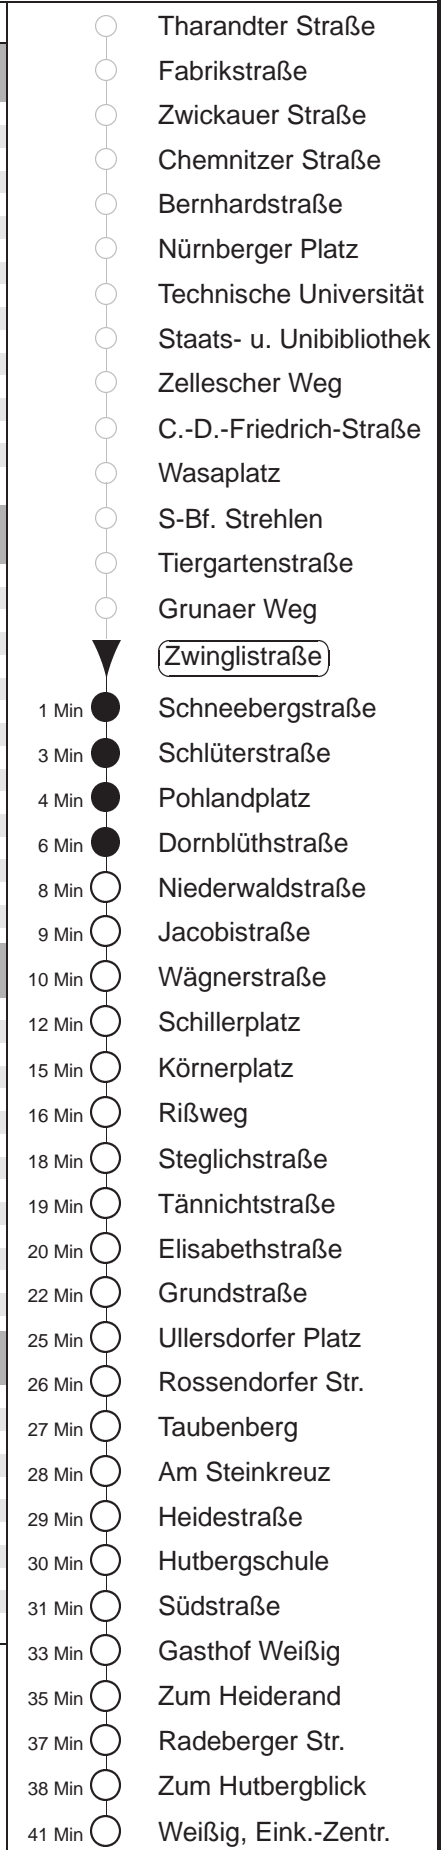 Tharandter Straße
Fabrikstraße
Zwickauer Straße
Chemnitzer Straße
Bernhardstraße
Nürnberger Platz
Technische Universität
Staats- u. Unibibliothek
Zellescher Weg
C.-D.-Friedrich-Straße
Wasaplatz
S-Bf. Strehlen
Tiergartenstraße
Grunaer Weg
Zwinglistraße
1 Min Schneebergstraße
3 Min Schlüterstraße
4 Min Pohlandplatz
6 Min Dornblüthstraße
8 Min Niederwaldstraße
9 Min Jacobistraße
10 Min Wägnerstraße
12 Min Schillerplatz
15 Min Körnerplatz
16 Min Rißweg
18 Min Steglichstraße
19 Min Tännichtstraße
20 Min Elisabethstraße
22 Min Grundstraße
25 Min Ullersdorfer Platz
26 Min Rossendorfer Str.
27 Min Taubenberg
28 Min Am Steinkreuz
29 Min Heidestraße
30 Min Hutbergschule
31 Min Südstraße
33 Min Gasthof Weißig
35 Min Zum Heiderand
37 Min Radeberger Str.
38 Min Zum Hutbergblick
41 Min Weißig, Eink.-Zentr.